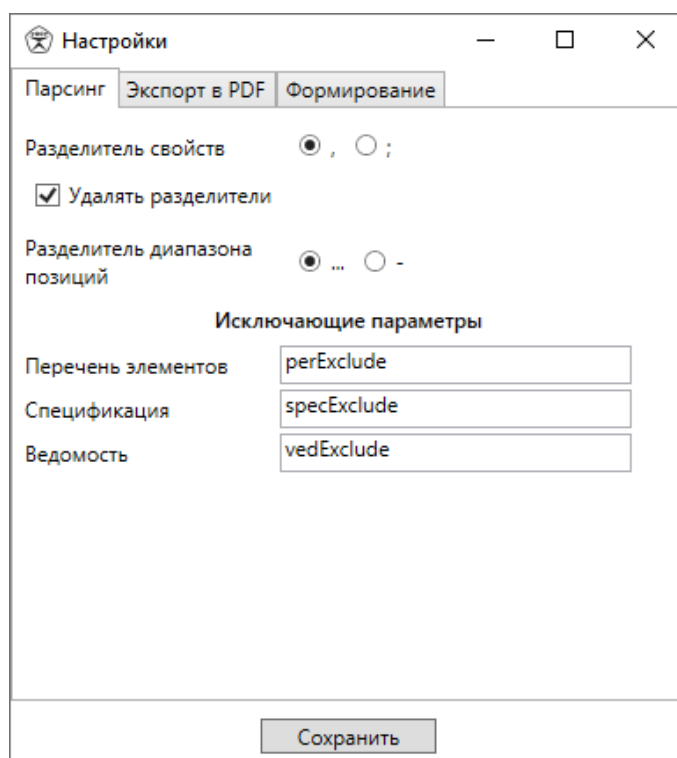 Настройки
Парсинг Экспорт в PDF Формирование
Разделитель свойств , ;
Удалять разделители
Разделитель диапазона
позиций ... -
Исключающие параметры
Перечень элементов perExclude
Спецификация specExclude
Ведомость vedExclude
Сохранить